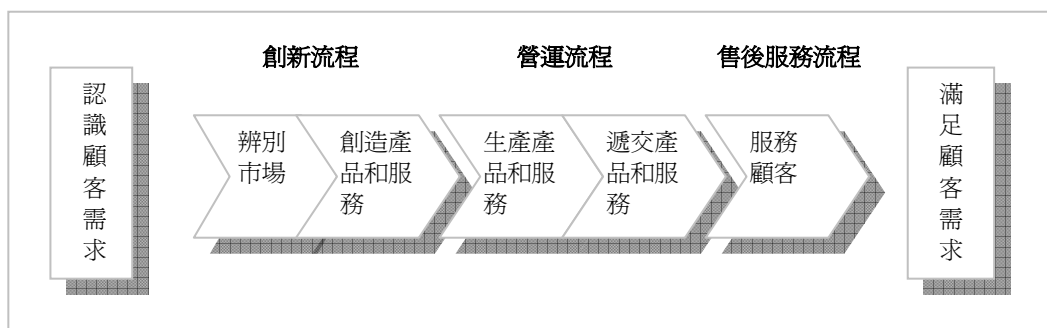 創新流程
營運流程
售後服務流程
認識顧客需求
辨別
市場
創造產
品和服
務
生產產
品和服
務
遞交產
品和服
務
服務
顧客
滿足顧客需求